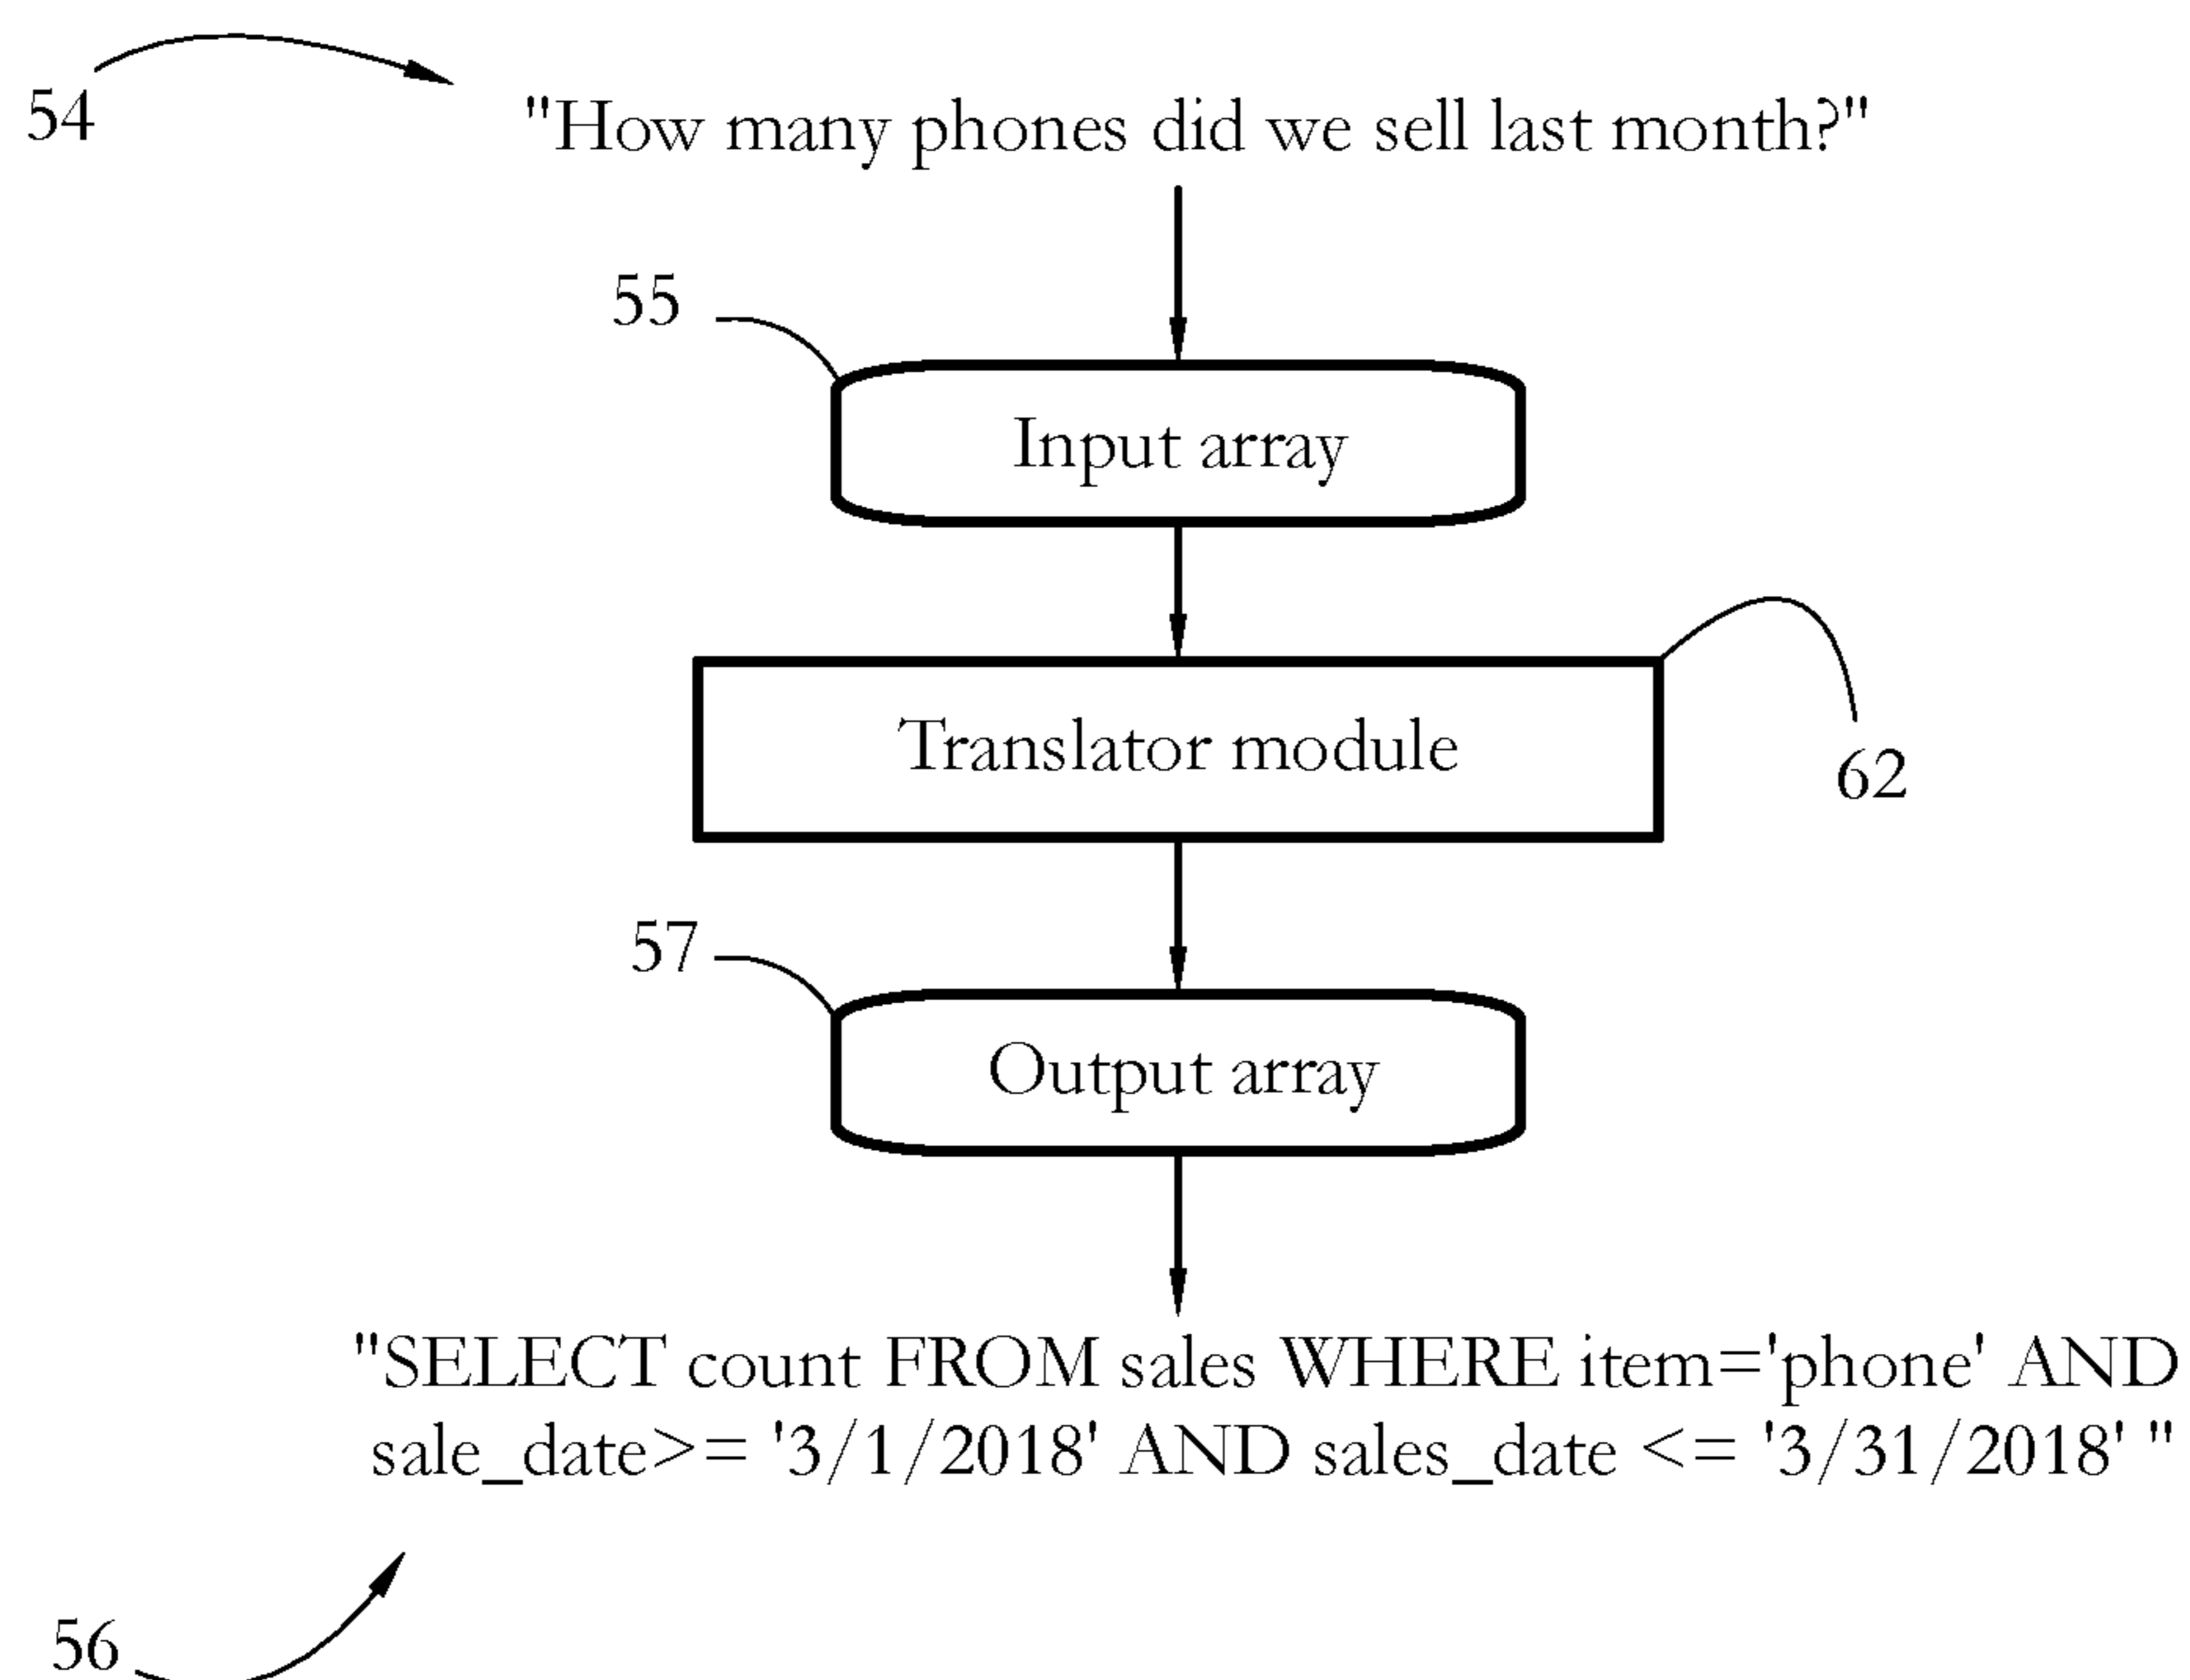 54
"How many phones did we sell last month?"
55
Input array
Translator module
62
57
Output array
"SELECT count FROM sales WHERE item='phone' AND
sale_date>= '3/1/2018' AND sales_date <= '3/31/2018' "
56